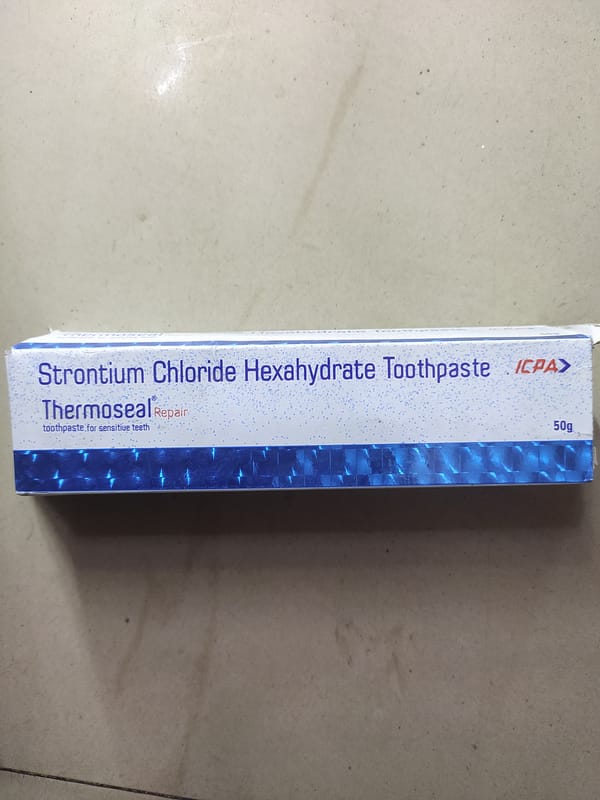 Strontium Chloride Hexahydrate Toothpaste
ICPA
Thermoseal® Repair
toothpaste for sensitive teeth
50g